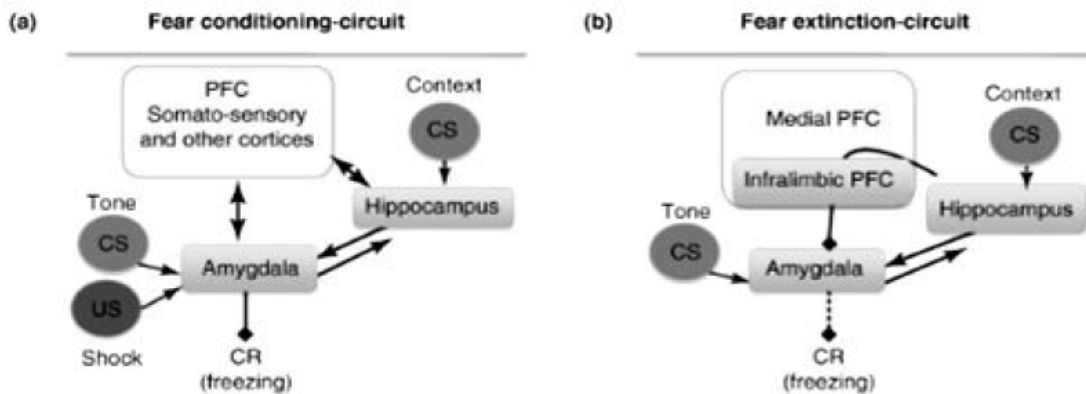 (a)
Fear conditioning-circuit
PFC
Somato-sensory
and other cortices
Context
CS
Hippocampus
Tone
CS
Amygdala
US
Shock
CR
(freezing)
(b)
Fear extinction-circuit
Medial PFC
Context
CS
Infralimbic PFC
Hippocampus
Tone
CS
Amygdala
CR
(freezing)